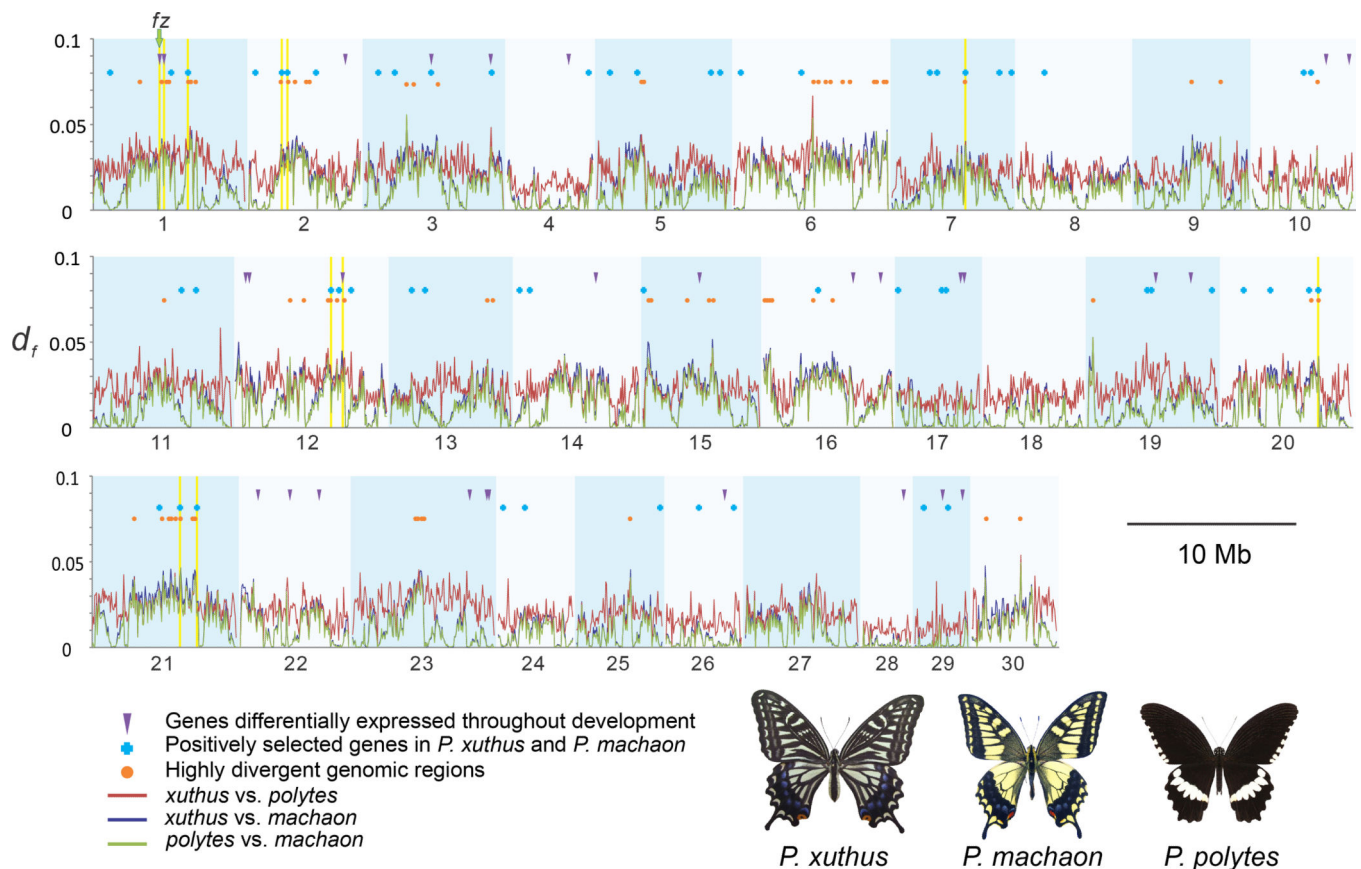 fz
0.1
0.05
0
1 2 3 4 5 6 7 8 9 10
0.1
0.05
0
d_f
11 12 13 14 15 16 17 18 19 20
0.1
0.05
0
10 Mb
21 22 23 24 25 26 27 28 29 30
Genes differentially expressed throughout development
Positively selected genes in P. xuthus and P. machaon
Highly divergent genomic regions
xuthus vs. polytes
xuthus vs. machaon
polytes vs. machaon
P. xuthus P. machaon P. polytes